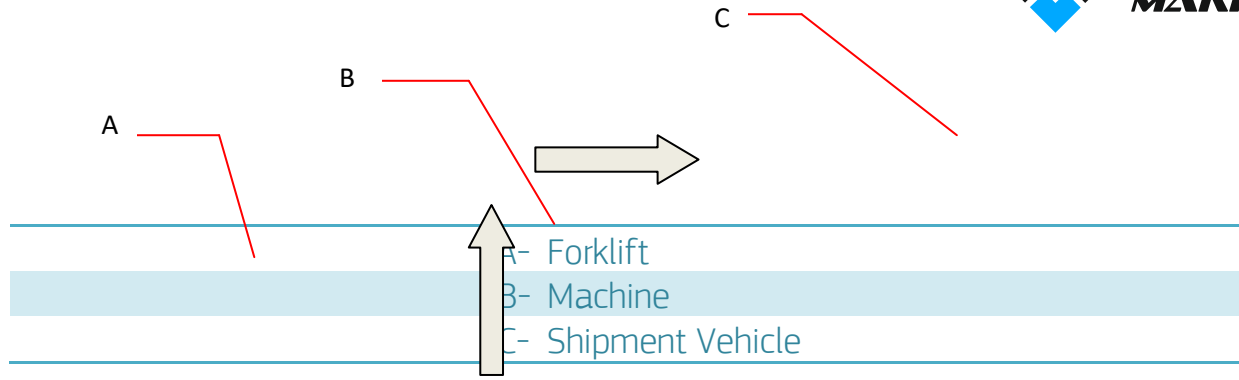 C
B
A
A- Forklift
B- Machine
C- Shipment Vehicle